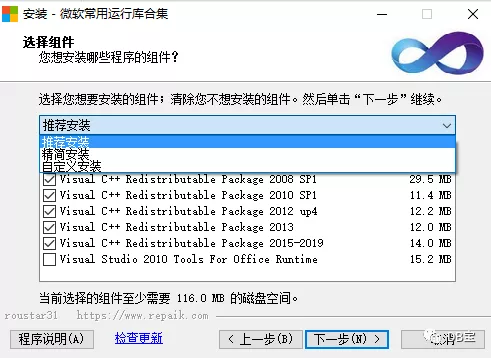 安装 - 微软常用运行库合集
选择组件
您想安装哪些程序的组件？
选择您想要安装的组件；清除您不想安装的组件。然后单击“下一步”继续。
推荐安装
推荐安装
精简安装
自定义安装
Visual C++ Redistributable Package 2008 SP1 29.5 MB
Visual C++ Redistributable Package 2010 SP1 11.4 MB
Visual C++ Redistributable Package 2012 up4 12.2 MB
Visual C++ Redistributable Package 2013 12.0 MB
Visual C++ Redistributable Package 2015-2019 14.0 MB
Visual Studio 2010 Tools For Office Runtime 15.2 MB
当前选择的组件至少需要 116.0 MB 的磁盘空间。
roustar31 https://www.repaik.com
程序说明(A) 检查更新 < 上一步(B) 下一步(N) > 取消